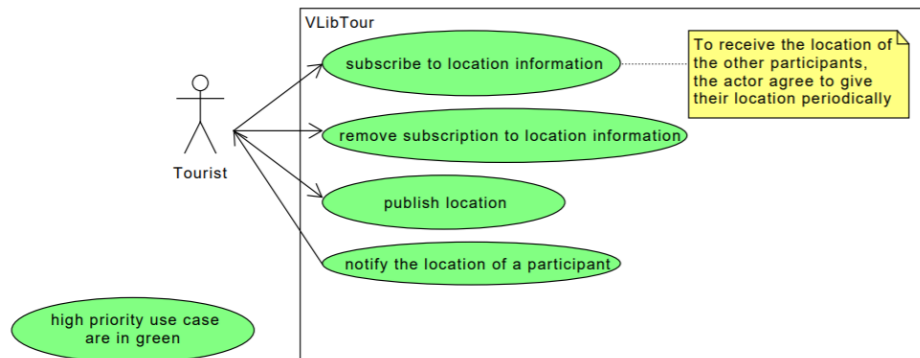 VLibTour
subscribe to location information
To receive the location of
the other participants,
the actor agree to give
their location periodically
remove subscription to location information
Tourist
publish location
notify the location of a participant
high priority use case
are in green